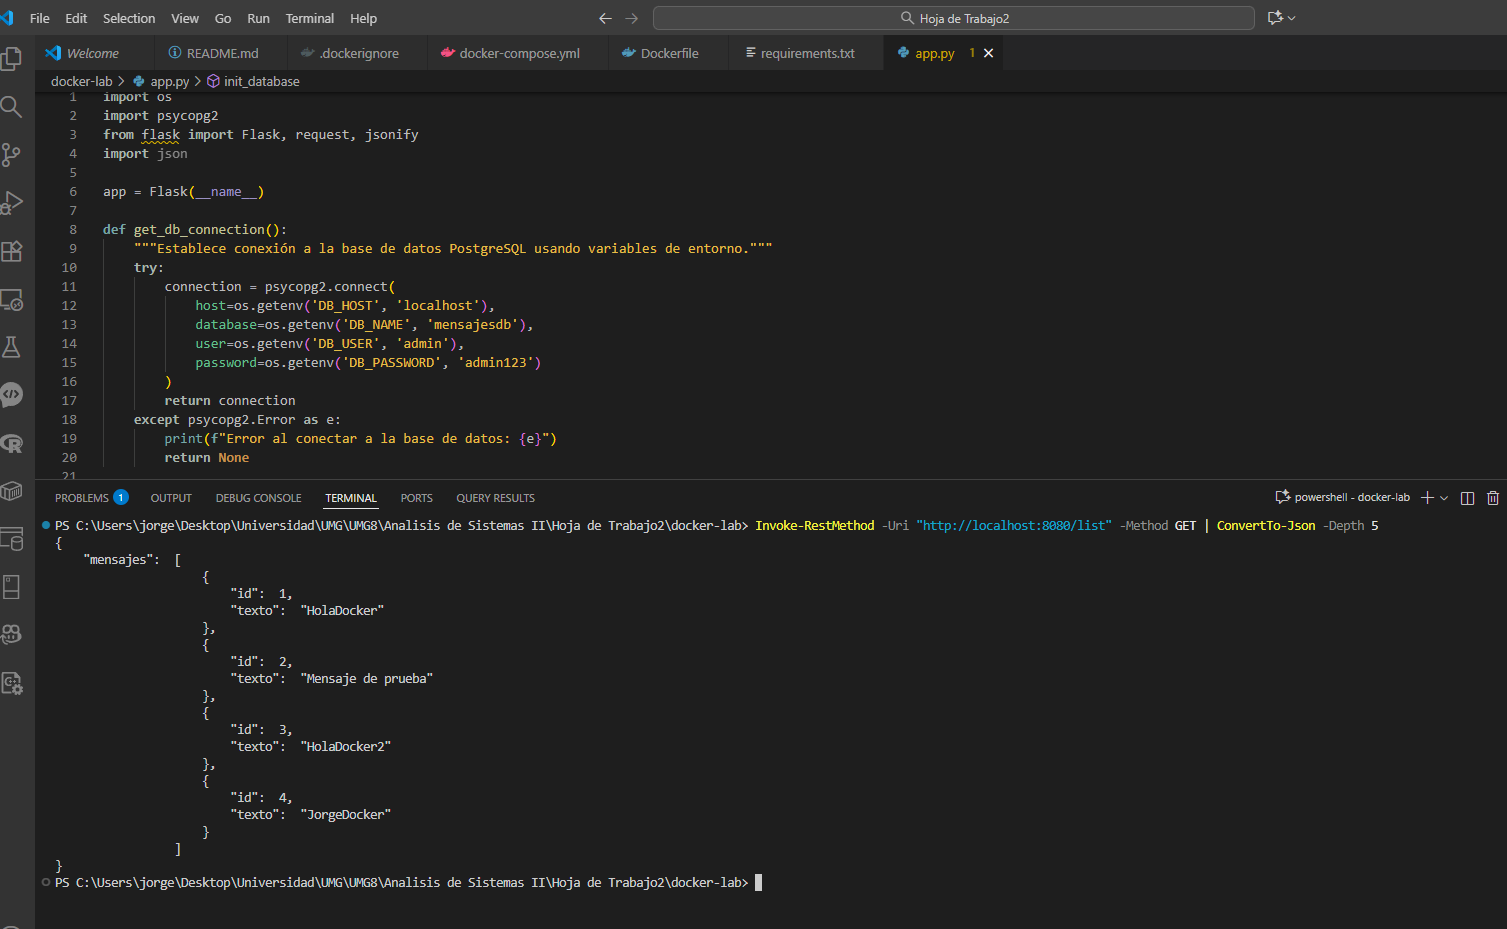 File Edit Selection View Go Run Terminal Help
Hoja de Trabajo2
Welcome README.md .dockerignore docker-compose.yml Dockerfile requirements.txt app.py 1
docker-lab > app.py > init_database
1 import os
2 import psycopg2
3 from flask import Flask, request, jsonify
4 import json
5
6 app = Flask(__name__)
7
8 def get_db_connection():
9 """Establece conexión a la base de datos PostgreSQL usando variables de entorno."""
10 try:
11 connection = psycopg2.connect(
12 host=os.getenv('DB_HOST', 'localhost'),
13 database=os.getenv('DB_NAME', 'mensajesdb'),
14 user=os.getenv('DB_USER', 'admin'),
15 password=os.getenv('DB_PASSWORD', 'admin123')
16 )
17 return connection
18 except psycopg2.Error as e:
19 print(f"Error al conectar a la base de datos: {e}")
20 return None
21
PROBLEMS 1 OUTPUT DEBUG CONSOLE TERMINAL PORTS QUERY RESULTS
powershell - docker-lab
PS C:\Users\jorge\Desktop\Universidad\UMG\UMG8\Analisis de Sistemas II\Hoja de Trabajo2\docker-lab> Invoke-RestMethod -Uri "http://localhost:8080/list" -Method GET | ConvertTo-Json -Depth 5
{
"mensajes": [
{
"id": 1,
"texto": "HolaDocker"
},
{
"id": 2,
"texto": "Mensaje de prueba"
},
{
"id": 3,
"texto": "HolaDocker2"
},
{
"id": 4,
"texto": "JorgeDocker"
}
]
}
PS C:\Users\jorge\Desktop\Universidad\UMG\UMG8\Analisis de Sistemas II\Hoja de Trabajo2\docker-lab>